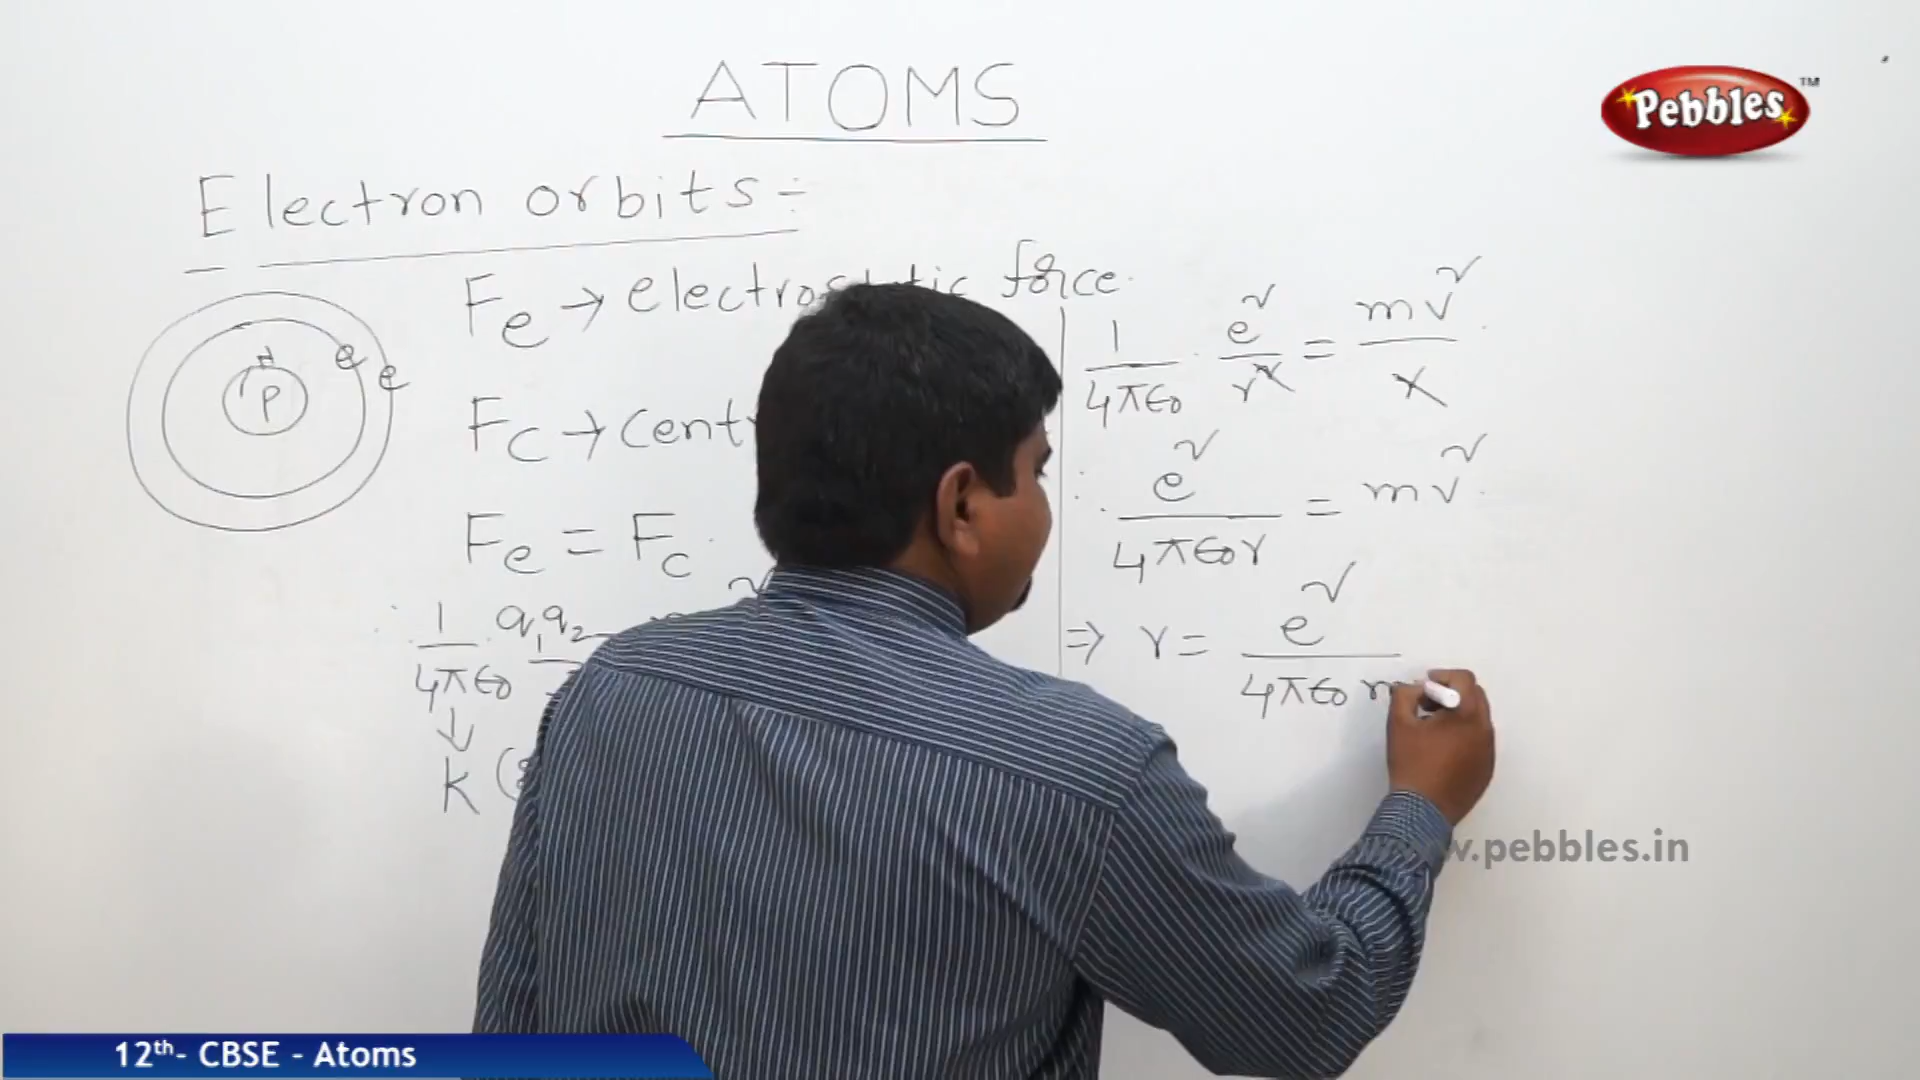 ATOMS
Pebbles™
Electron orbits:-
Fe → electrostatic force.
P
e
e
Fc → cent
Fe = Fc.
∴ 1/4πϵ₀ · q₁q₂
↓
k (
1/4πϵ₀ · e²/r² = mv²/r
∴ e²/4πϵ₀r = mv²
⇒ r = e²/4πϵ₀m
w.pebbles.in
12th- CBSE - Atoms